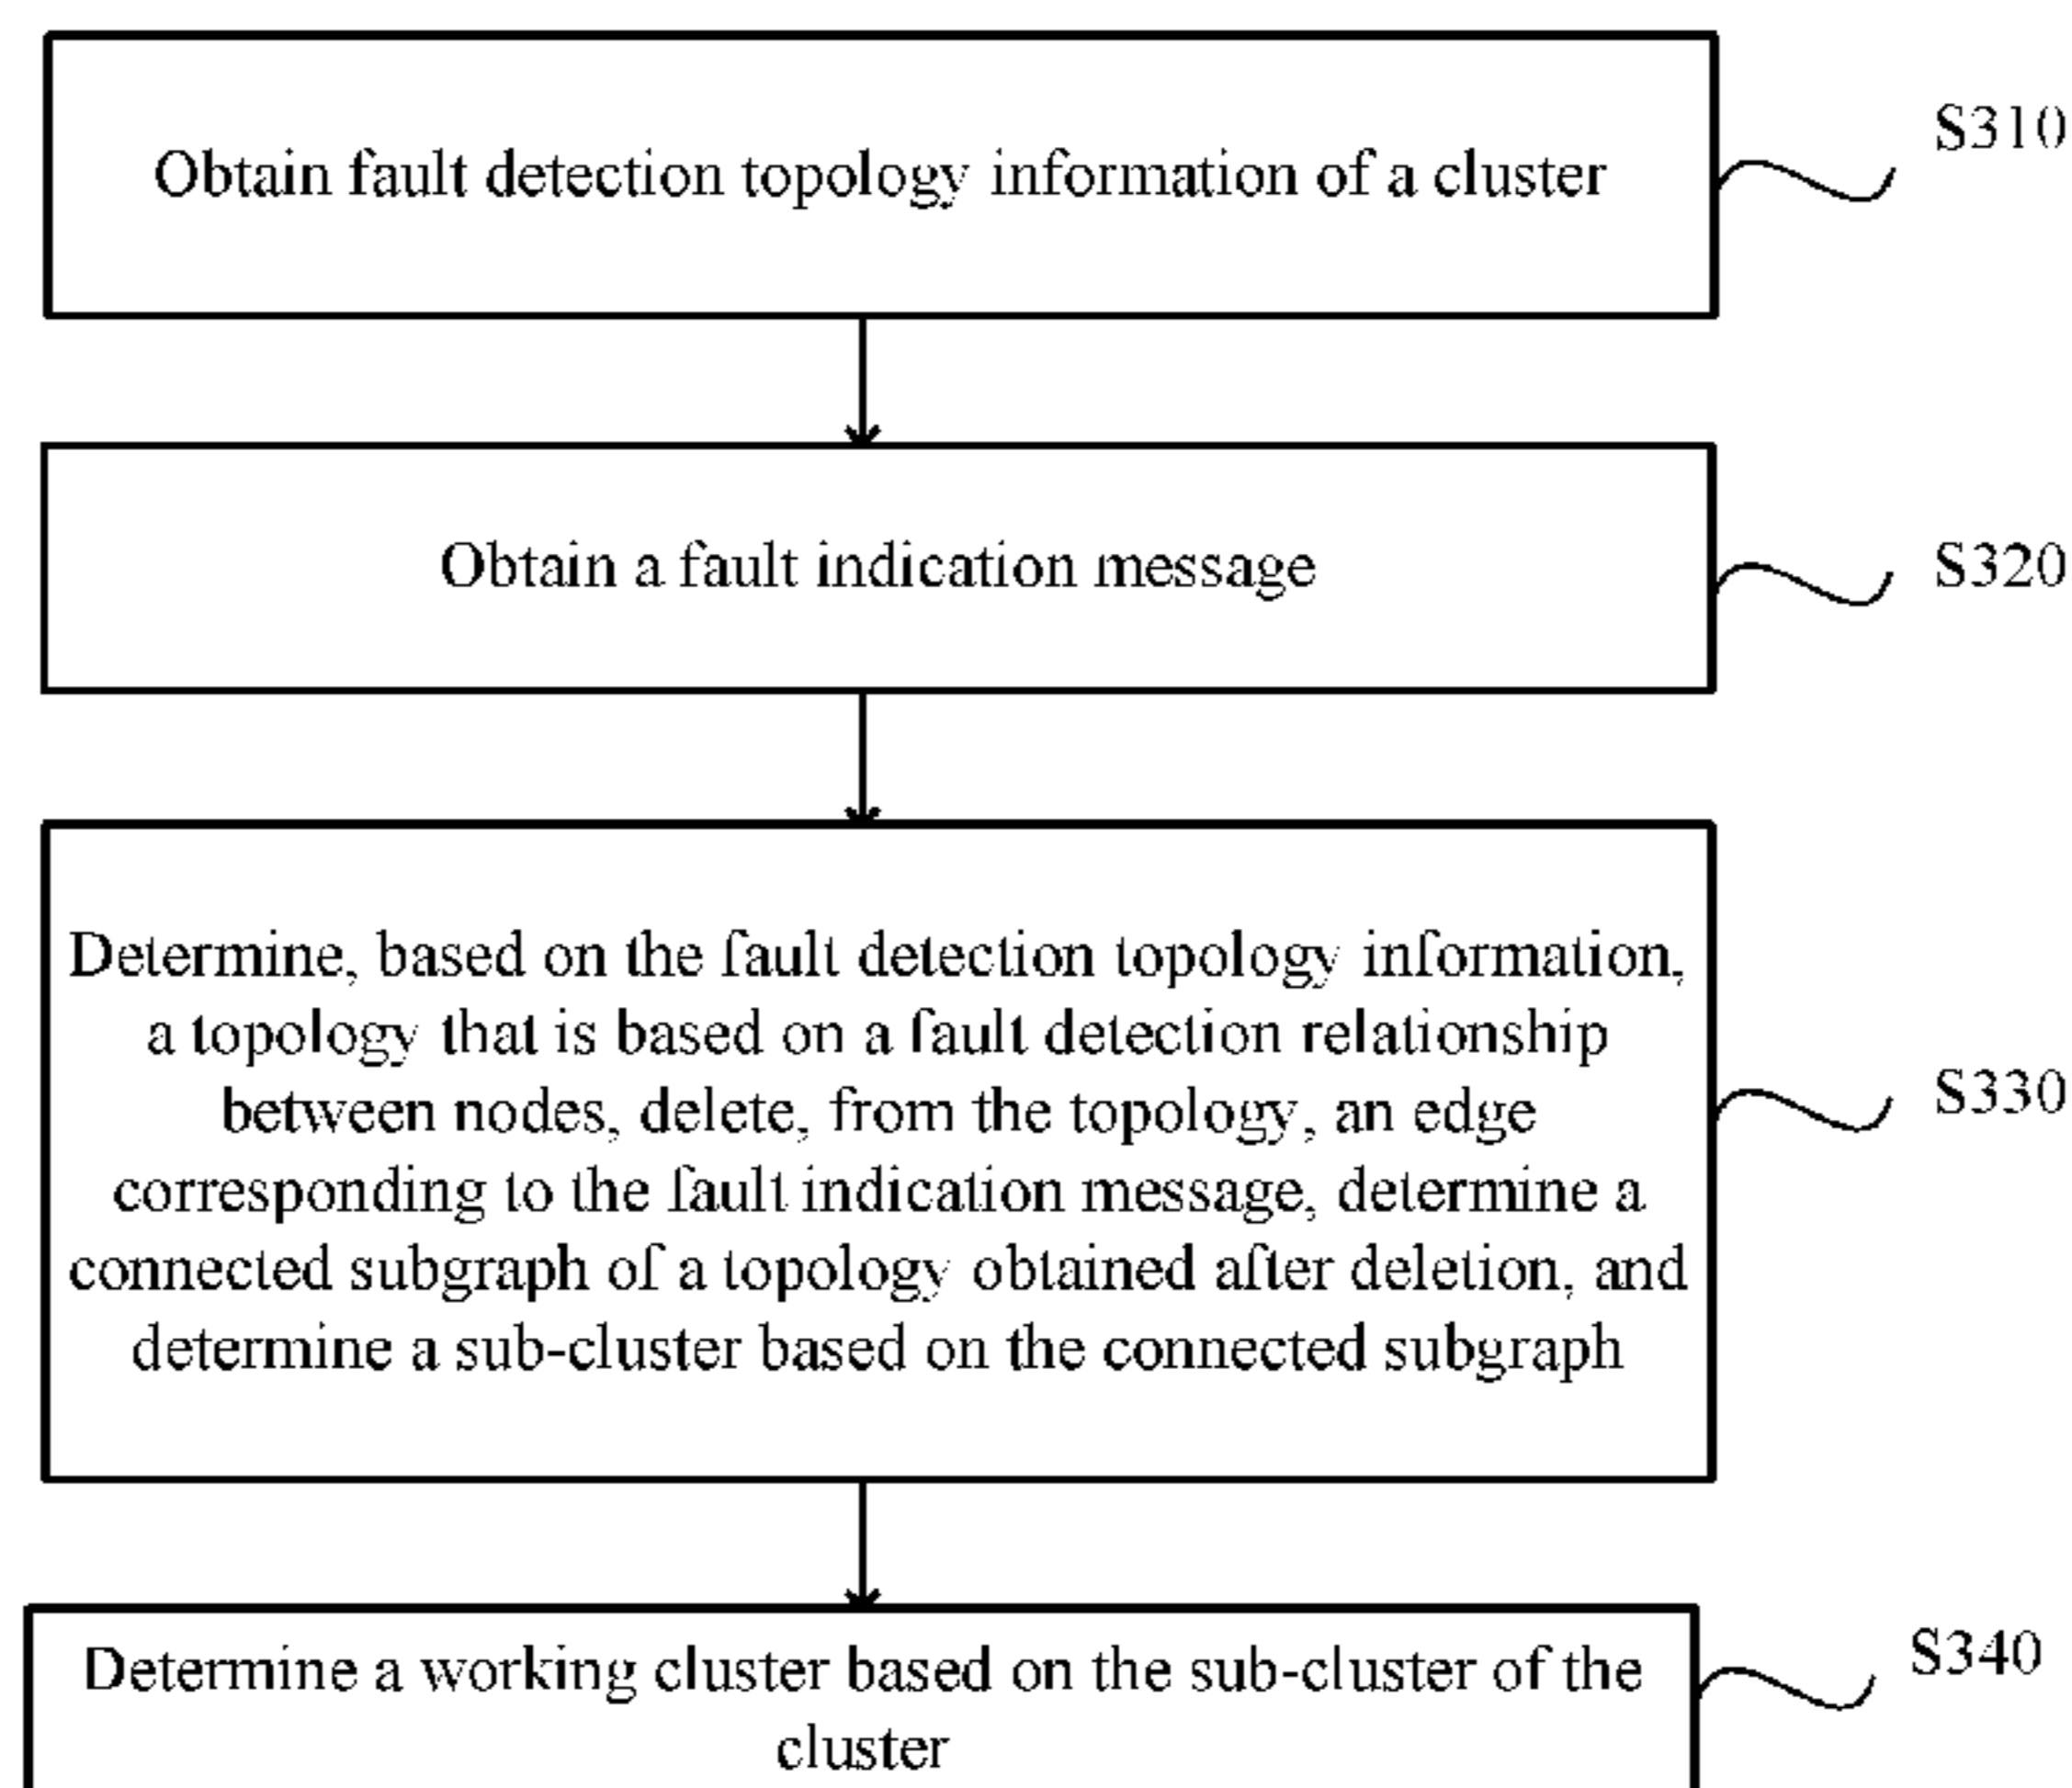 Obtain fault detection topology information of a cluster
S310
Obtain a fault indication message
S320
Determine, based on the fault detection topology information,
a topology that is based on a fault detection relationship
between nodes, delete, from the topology, an edge
corresponding to the fault indication message, determine a
connected subgraph of a topology obtained after deletion, and
determine a sub-cluster based on the connected subgraph
S330
Determine a working cluster based on the sub-cluster of the
cluster
S340